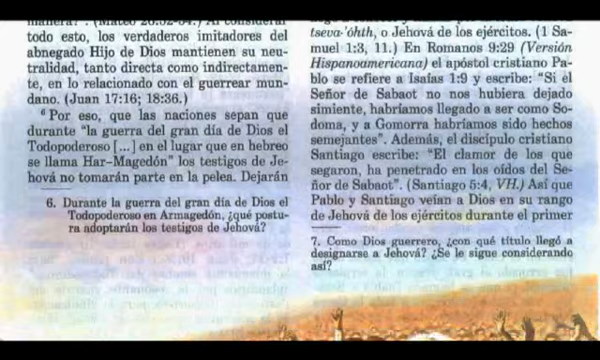 manera?". (Mateo 26:52-54.) Al considerar
todo esto, los verdaderos imitadores del
abnegado Hijo de Dios mantienen su neu-
tralidad, tanto directa como indirectamen-
te, en lo relacionado con el guerrear mun-
dano. (Juan 17:16; 18:36.)
⁶ Por eso, que las naciones sepan que
durante "la guerra del gran día de Dios el
Todopoderoso [...] en el lugar que en hebreo
se llama Har–Magedón" los testigos de Je-
hová no tomarán parte en la pelea. Dejarán
6. Durante la guerra del gran día de Dios el
Todopoderoso en Armagedón, ¿qué postu-
ra adoptarán los testigos de Jehová?
tseva·ʼóhth, o Jehová de los ejércitos. (1 Sa-
muel 1:3, 11.) En Romanos 9:29 (Versión
Hispanoamericana) el apóstol cristiano Pa-
blo se refiere a Isaías 1:9 y escribe: "Si el
Señor de Sabaot no nos hubiera dejado
simiente, habríamos llegado a ser como So-
doma, y a Gomorra habríamos sido hechos
semejantes". Además, el discípulo cristiano
Santiago escribe: "El clamor de los que
segaron, ha penetrado en los oídos del Se-
ñor de Sabaot". (Santiago 5:4, VH.) Así que
Pablo y Santiago veían a Dios en su rango
de Jehová de los ejércitos durante el primer
7. Como Dios guerrero, ¿con qué título llegó a
designarse a Jehová? ¿Se le sigue considerando
así?